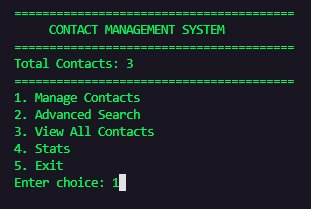 ========================================
CONTACT MANAGEMENT SYSTEM
========================================
Total Contacts: 3
========================================
1. Manage Contacts
2. Advanced Search
3. View All Contacts
4. Stats
5. Exit
Enter choice: 1